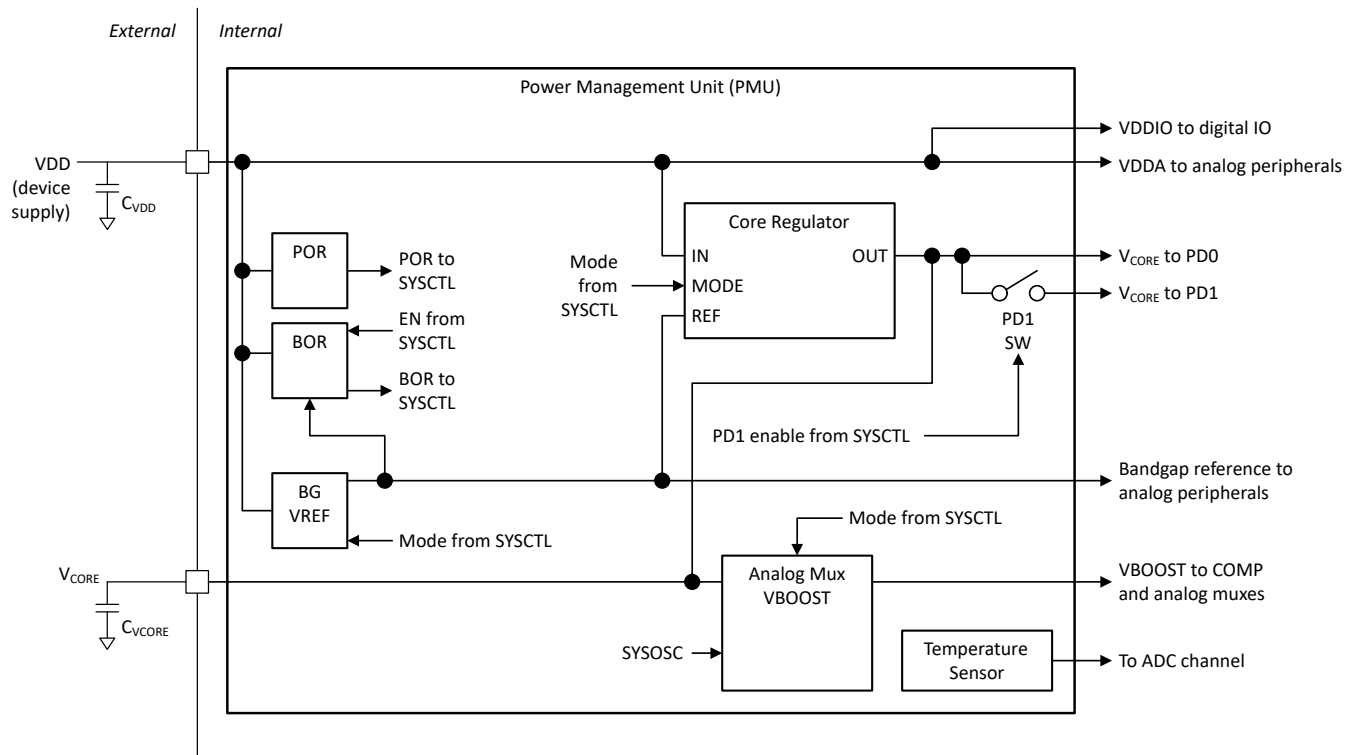 External
Internal
Power Management Unit (PMU)
VDDIO to digital IO
VDD
(device
supply)
VDDA to analog peripherals
CVDD
Core Regulator
POR
POR to
SYSCTL
IN
OUT
VCORE to PD0
Mode
from
SYSCTL
MODE
VCORE to PD1
REF
PD1
SW
BOR
EN from
SYSCTL
BOR to
SYSCTL
PD1 enable from SYSCTL
BG
VREF
Bandgap reference to
analog peripherals
Mode from SYSCTL
Mode from SYSCTL
VCORE
CVCORE
Analog Mux
VBOOST
VBOOST to COMP
and analog muxes
SYSOSC
Temperature
Sensor
To ADC channel